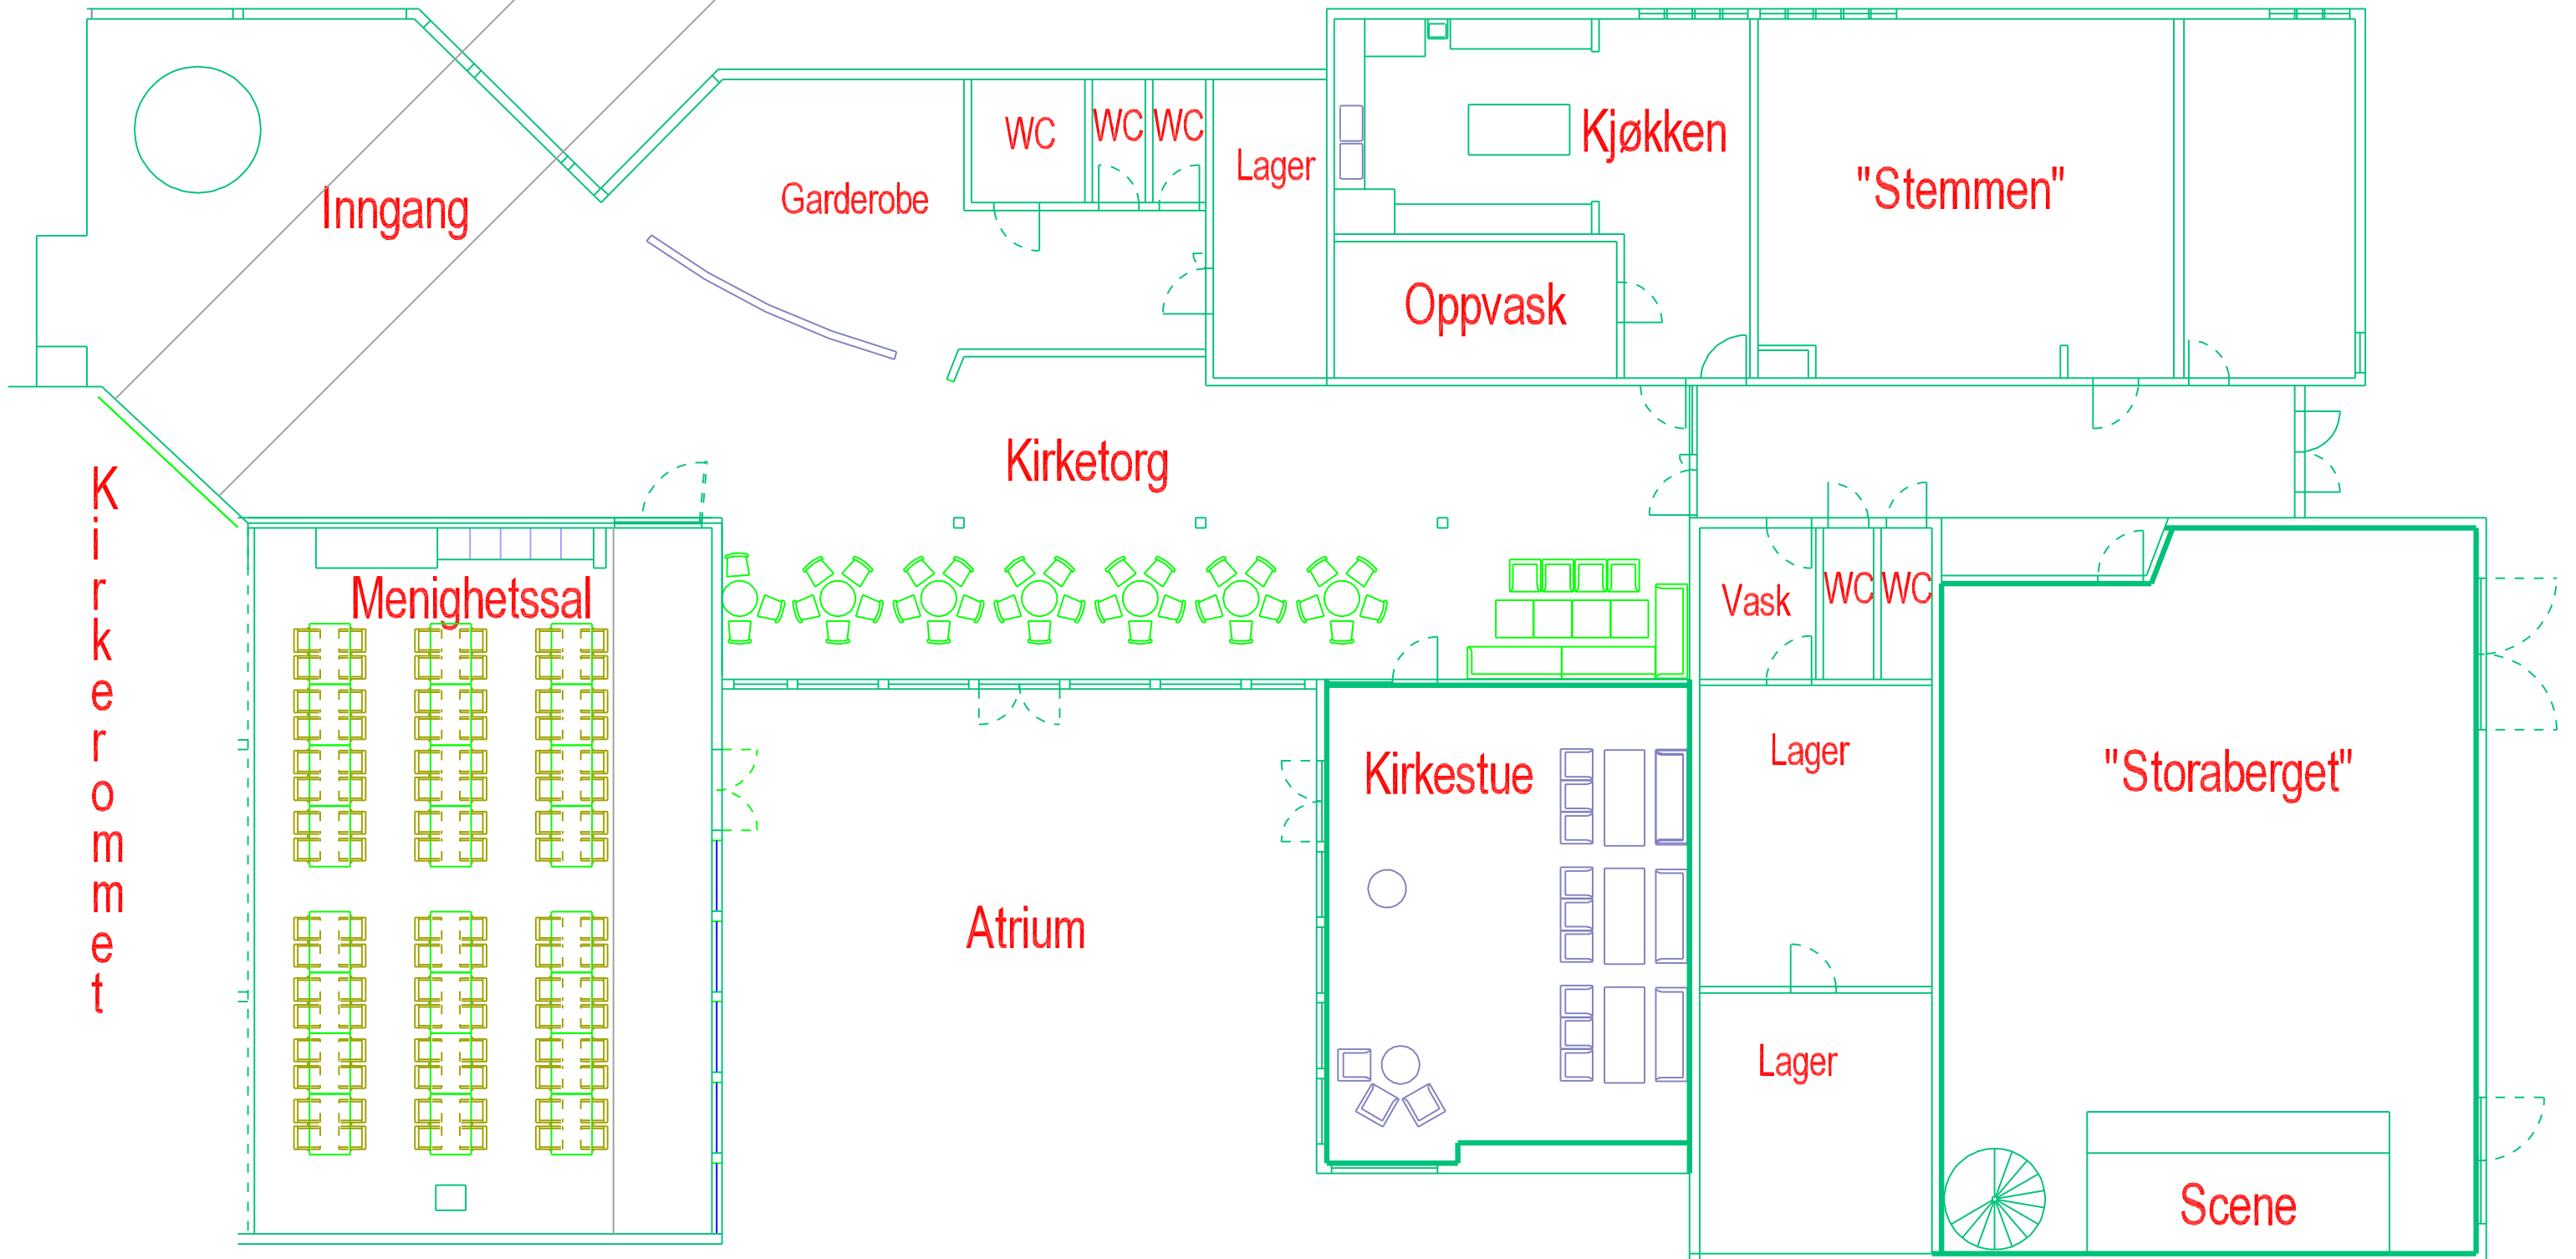 Inngang
Garderobe
WC
WC
WC
Lager
Kjøkken
"Stemmen"
Oppvask
Kirketorg
Kirkerommet
Menighetssal
Vask
WC
WC
Kirkestue
Lager
"Storaberget"
Atrium
Lager
Scene